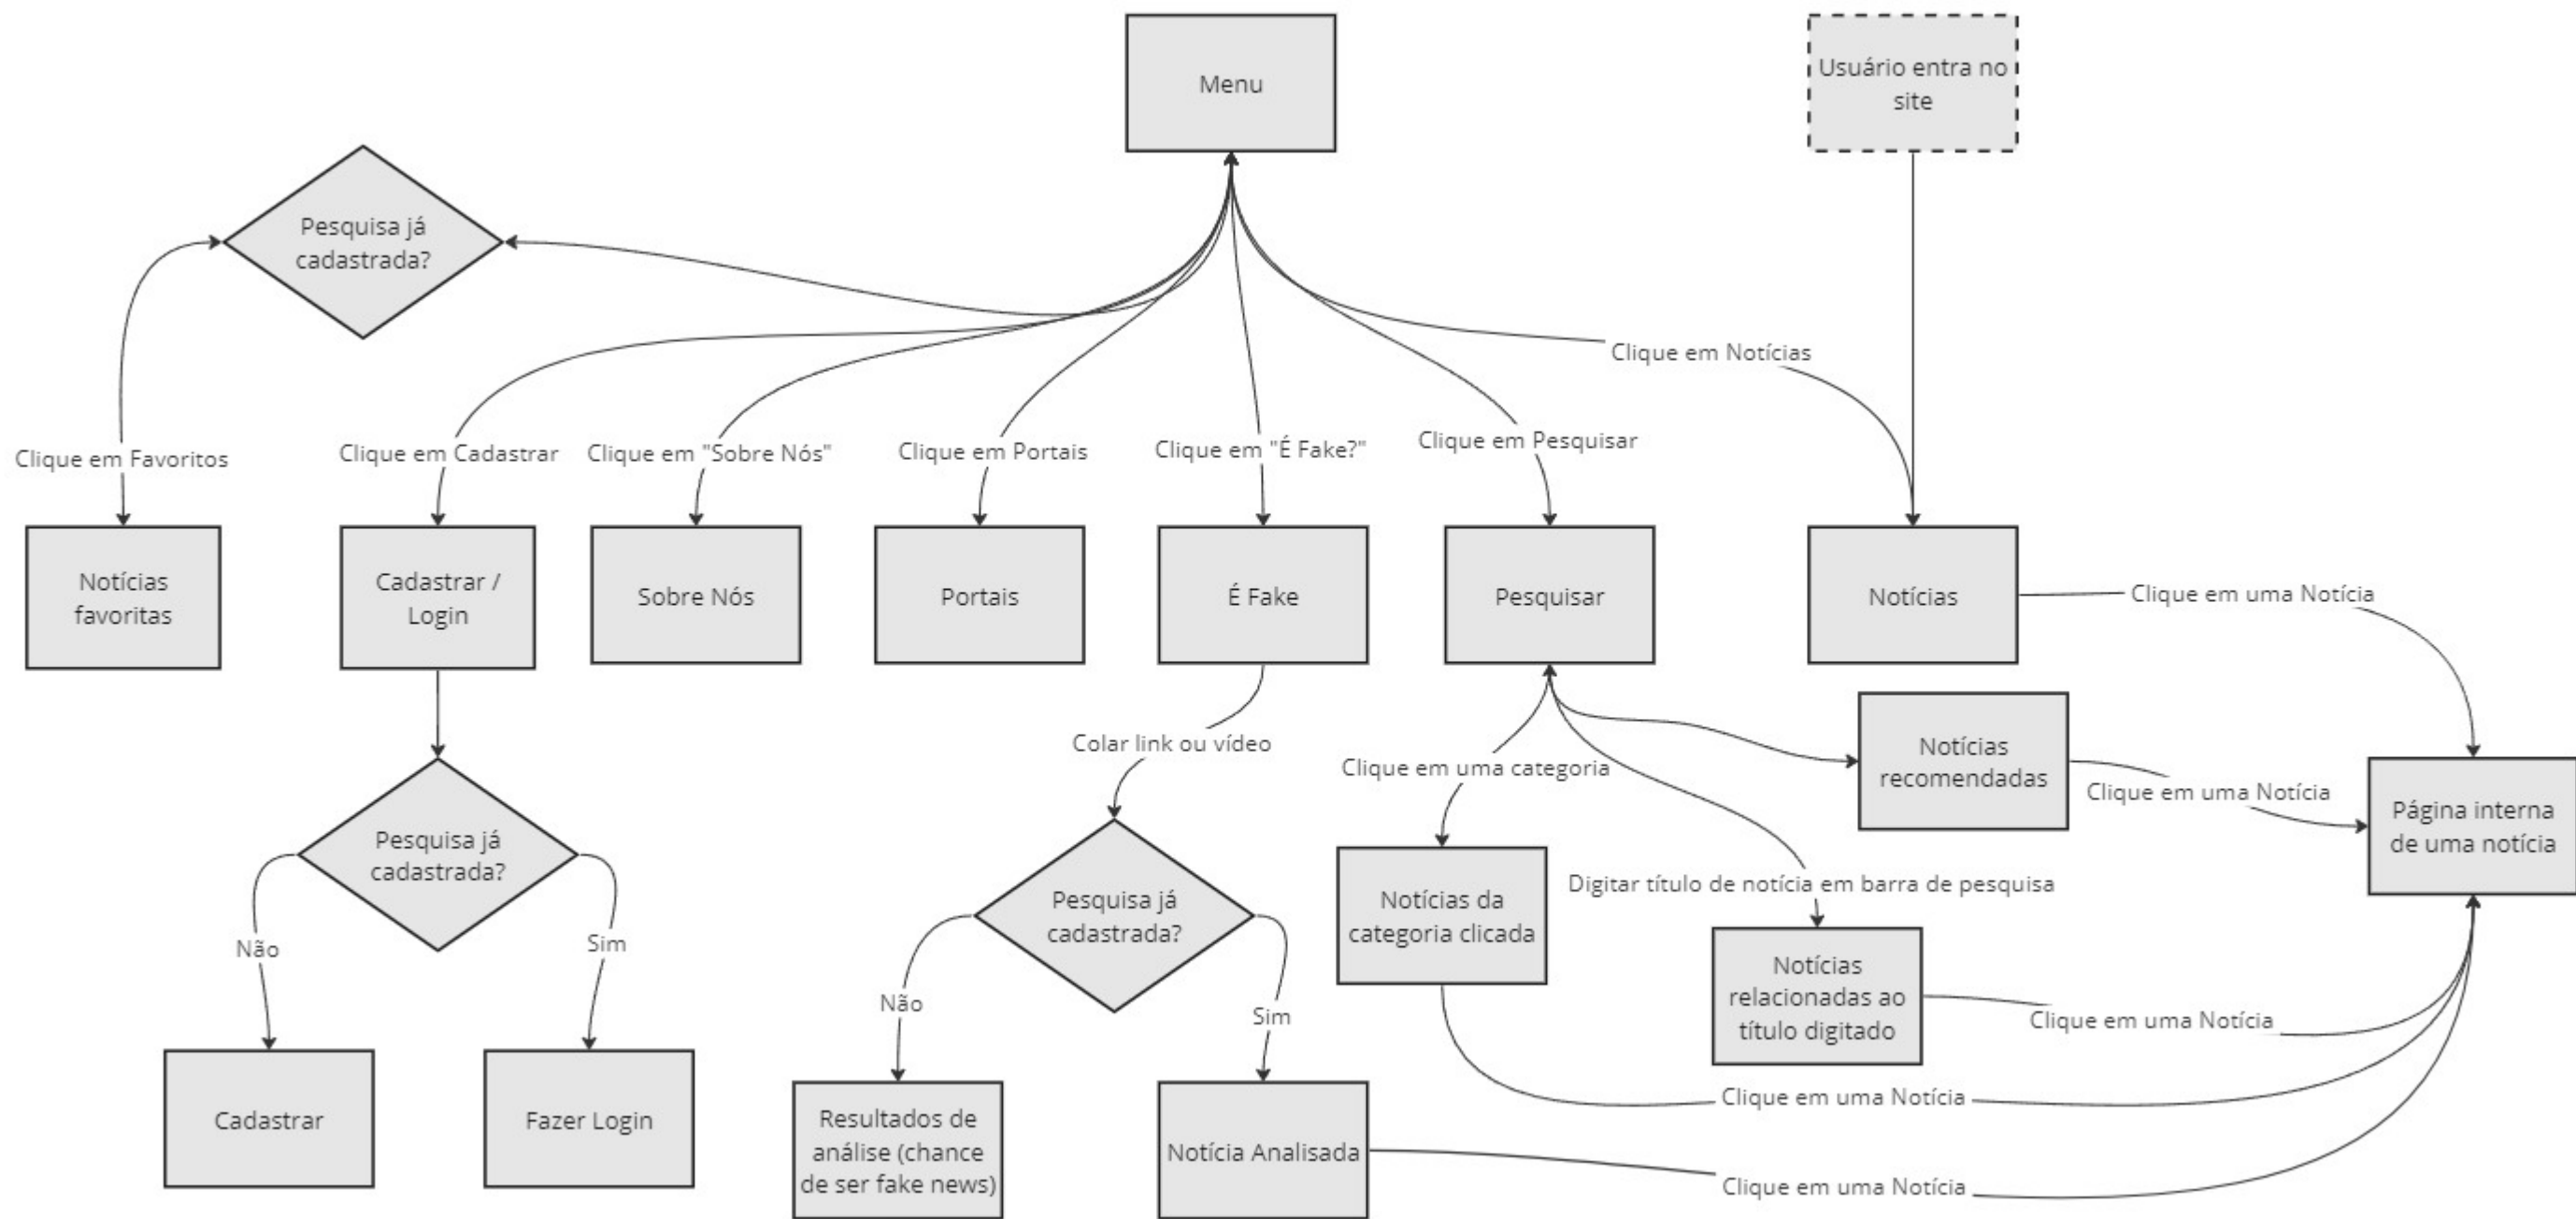 Menu
Usuário entra no
site
Pesquisa já
cadastrada?
Clique em Notícias
Clique em Favoritos
Clique em Cadastrar
Clique em "Sobre Nós"
Clique em Portais
Clique em "É Fake?"
Clique em Pesquisar
Notícias
favoritas
Cadastrar /
Login
Sobre Nós
Portais
É Fake
Pesquisar
Notícias
Clique em uma Notícia
Colar link ou vídeo
Clique em uma categoria
Notícias
recomendadas
Clique em uma Notícia
Página interna
de uma notícia
Pesquisa já
cadastrada?
Pesquisa já
cadastrada?
Digitar título de notícia em barra de pesquisa
Notícias da
categoria clicada
Notícias
relacionadas ao
título digitado
Não
Sim
Não
Sim
Clique em uma Notícia
Clique em uma Notícia
Cadastrar
Fazer Login
Resultados de
análise (chance
de ser fake news)
Notícia Analisada
Clique em uma Notícia